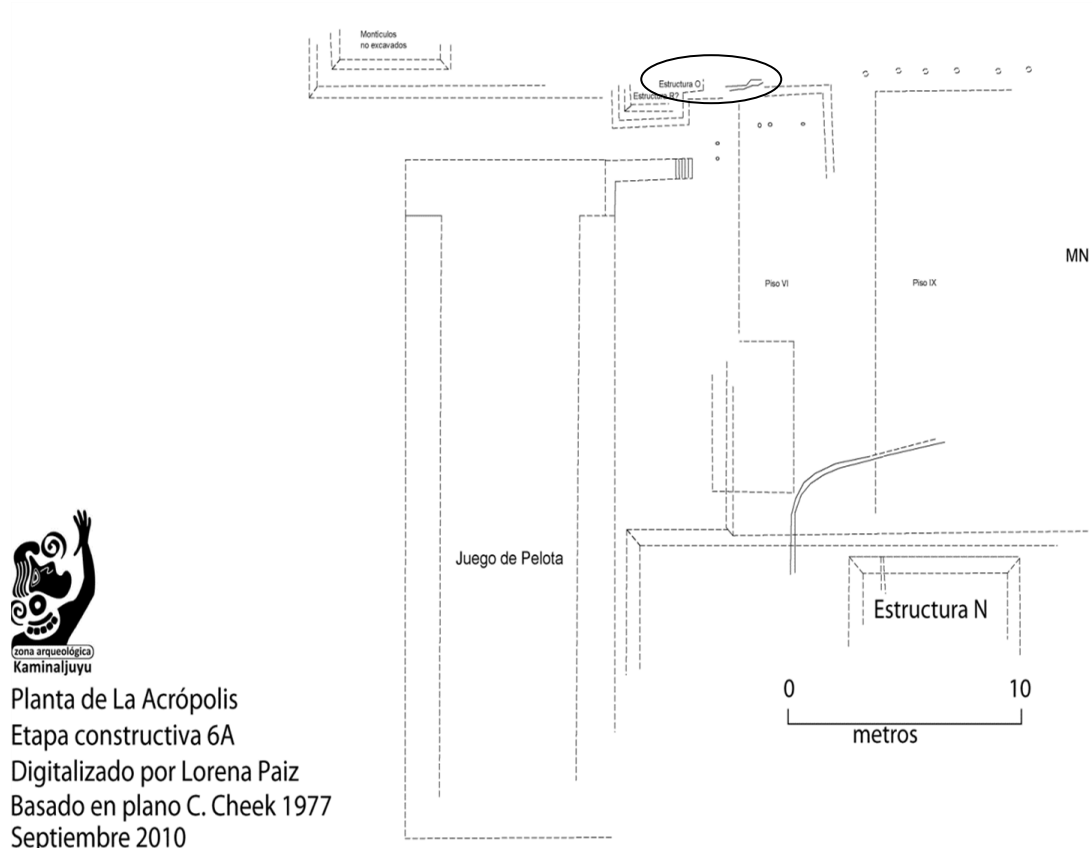 Montículos
no excavados
Estructura O
Estructura R?
MN
Piso VI
Piso IX
Juego de Pelota
Estructura N
0 10
metros
zona arqueológica
Kaminaljuyu
Planta de La Acrópolis
Etapa constructiva 6A
Digitalizado por Lorena Paiz
Basado en plano C. Cheek 1977
Septiembre 2010